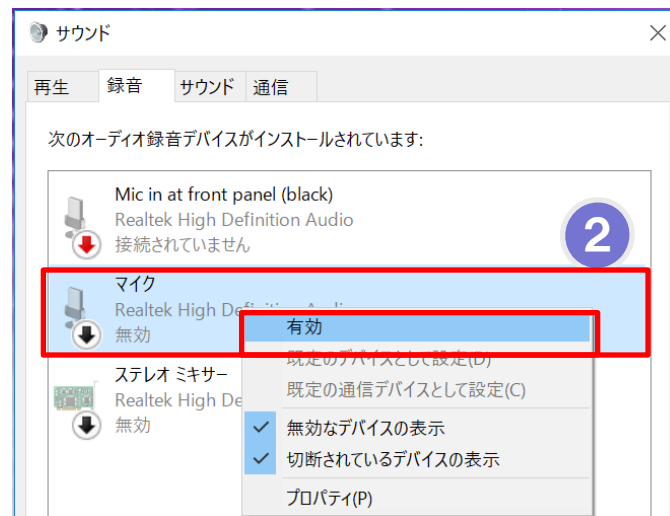 サウンド
再生
録音
サウンド
通信
次のオーディオ録音デバイスがインストールされています:
Mic in at front panel (black)
Realtek High Definition Audio
接続されていません
2
マイク
Realtek High Definition Audio
無効
ステレオ ミキサー
Realtek High De
無効
有効
既定のデバイスとして設定(D)
既定の通信デバイスとして設定(C)
無効なデバイスの表示
切断されているデバイスの表示
プロパティ(P)